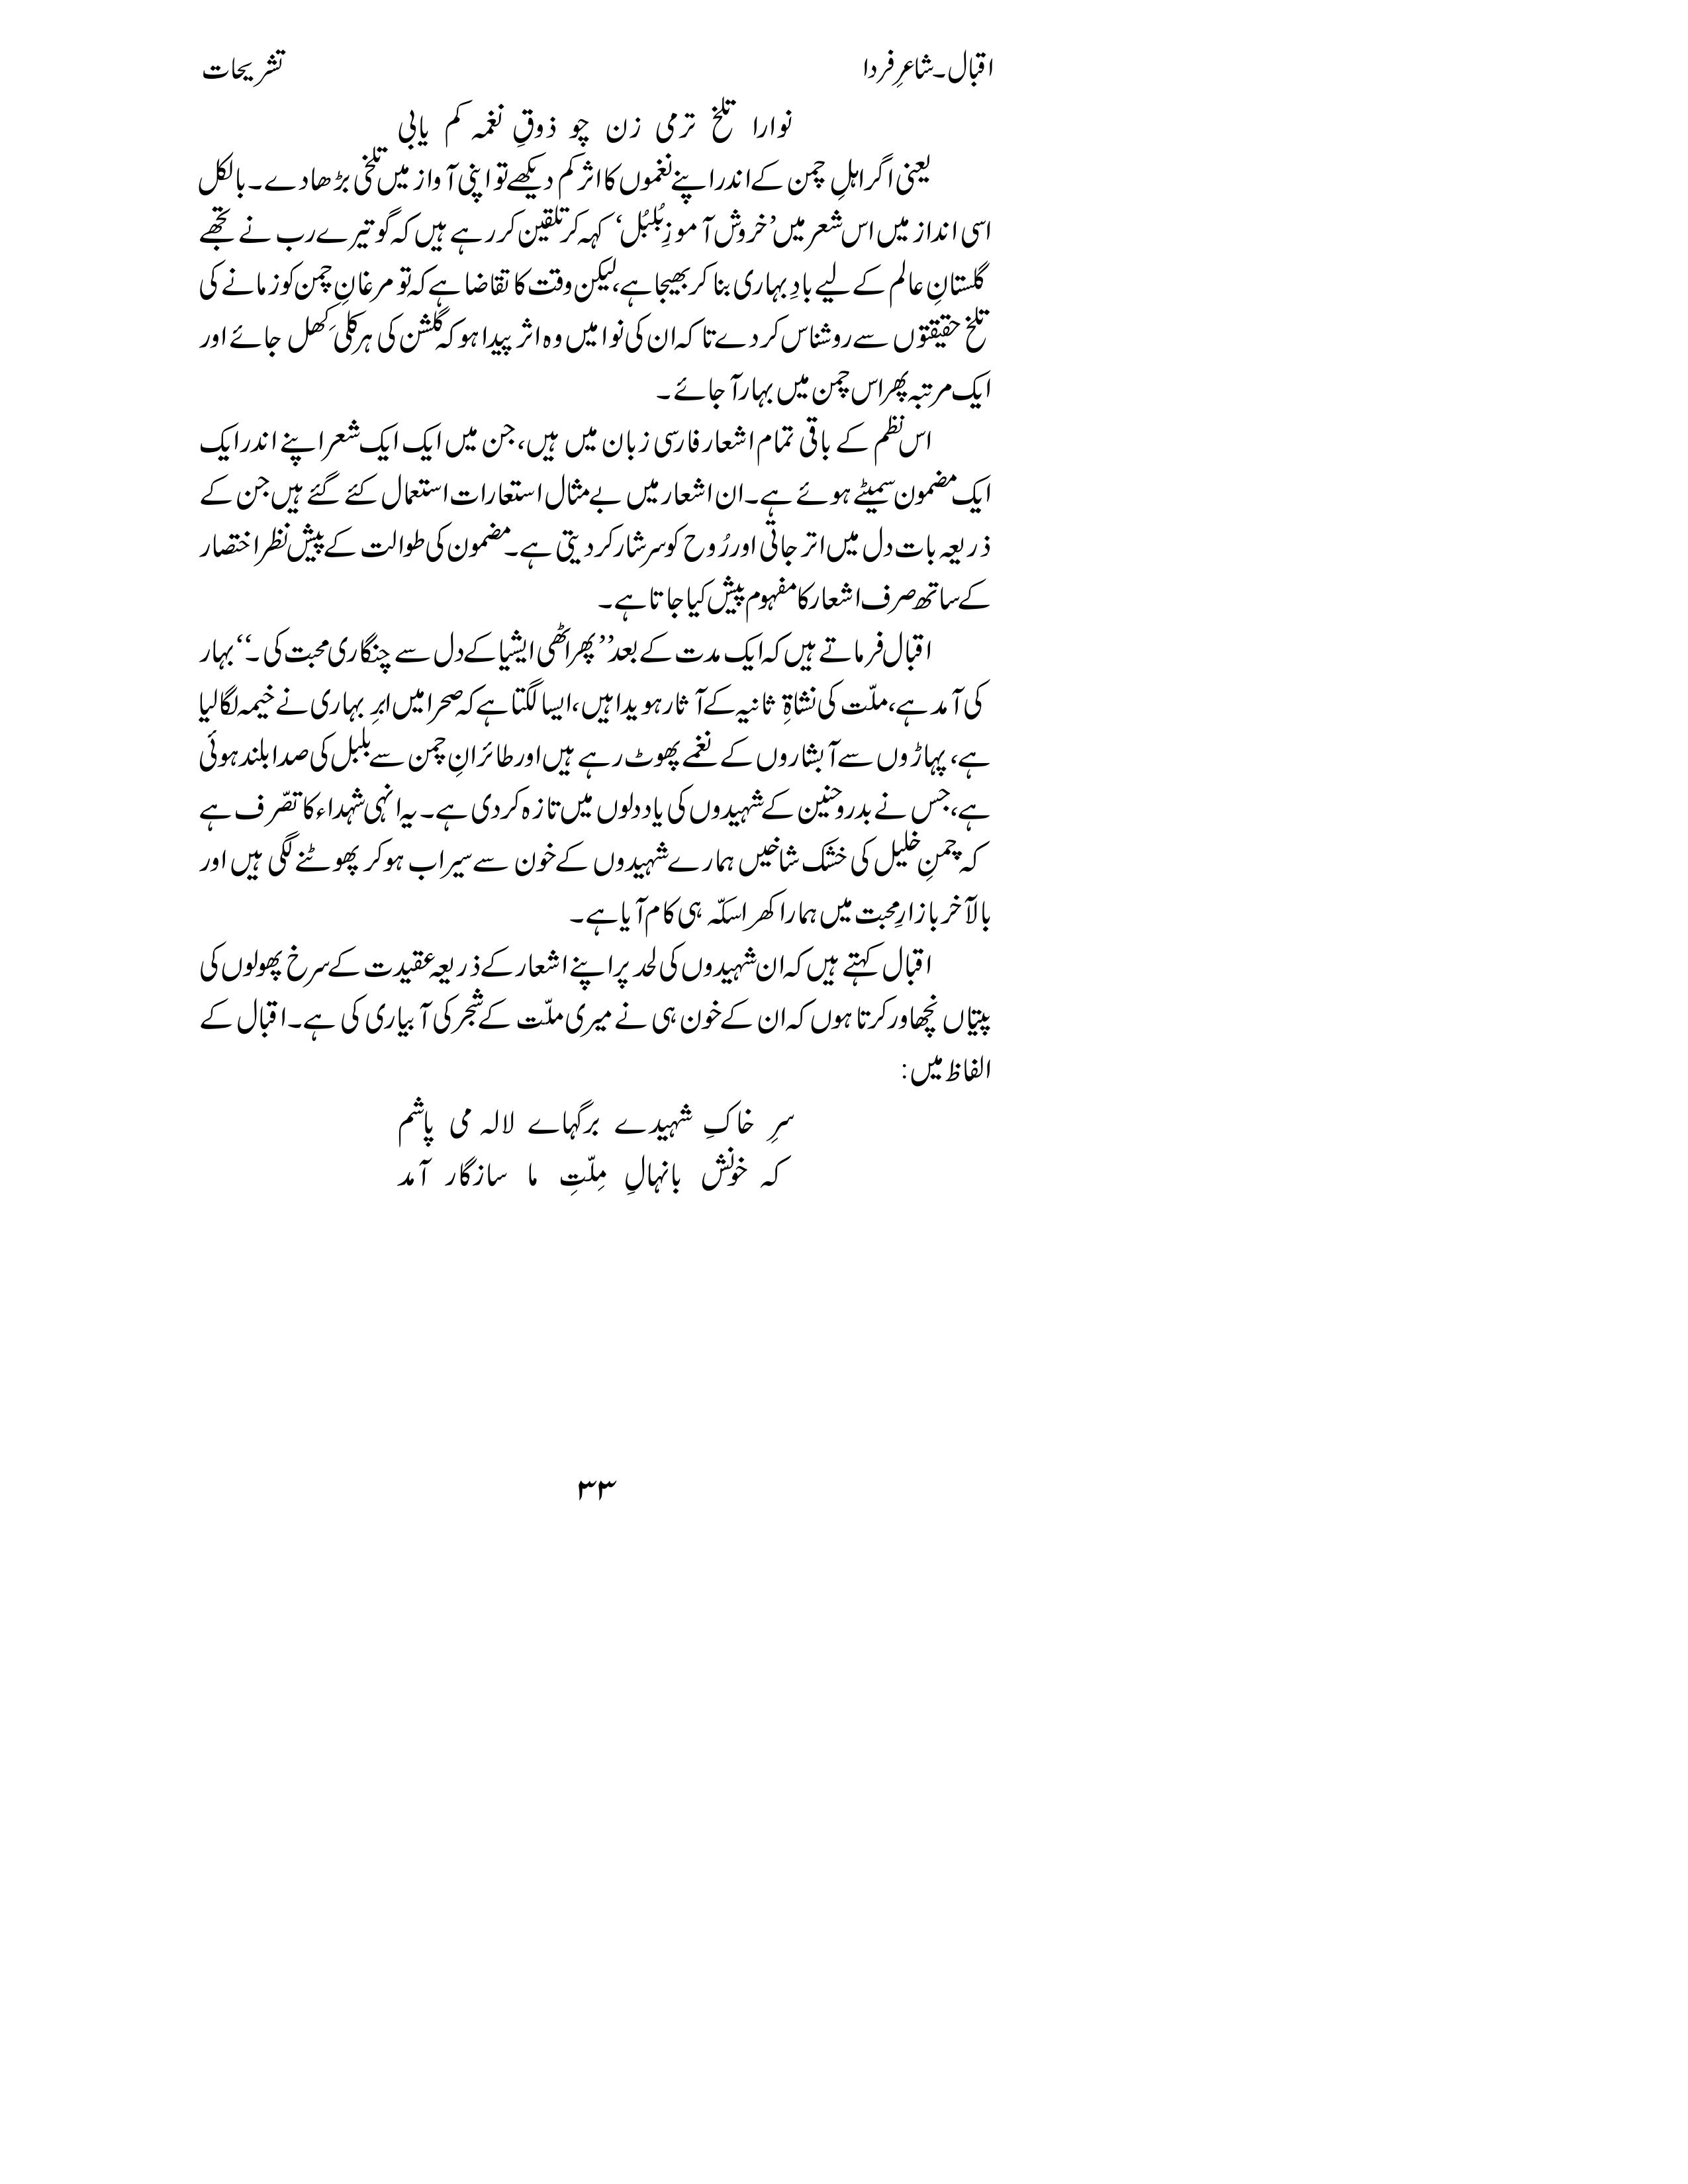 اقبال۔شاعرِفردا تشریحات
نوارا تلخ ترمی زن چو ذوقِ نغمہ کم یابی
یعنی اگر اہلِ چمن کے اندر اپنے نغموں کا اثر کم دیکھے تو اپنی آواز میں تلخی بڑھادے۔ بالکل
اسی انداز میں اس شعر میں ’خروش آموزِ بُلبُل‘ کہہ کر تلقین کررہے ہیں کہ گو تیرے رب نے تجھے
گلستانِ عالم کے لیے بادِ بہاری بنا کر بھیجا ہے، لیکن وقت کا تقاضا ہے کہ تو مرغانِ چمن کو زمانے کی
تلخ حقیقتوں سے روشناس کردے تاکہ ان کی نوا میں وہ اثر پیدا ہو کہ گلشن کی ہر کلی کَھل جائے اور
ایک مرتبہ پھر اس چمن میں بہار آجائے۔
اس نظم کے باقی تمام اشعار فارسی زبان میں ہیں، جن میں ایک ایک شعر اپنے اندر ایک
ایک مضمون سمیٹے ہوئے ہے۔ ان اشعار میں بے مثال استعارات استعمال کئے گئے ہیں جن کے
ذریعہ بات دل میں اتر جاتی اور رُوح کو سرشار کردیتی ہے۔ مضمون کی طوالت کے پیش نظر اختصار
کے ساتھ صرف اشعار کا مفہوم پیش کیا جاتا ہے۔
اقبال فرماتے ہیں کہ ایک مدت کے بعد ’’پھر اٹھی ایشیا کے دل سے چنگاری محبت کی۔‘‘ بہار
کی آمد ہے، ملّت کی نشاۃِ ثانیہ کے آثار ہویدا ہیں، ایسا لگتا ہے کہ صحرا میں ابرِ بہاری نے خیمہ لگالیا
ہے، پہاڑوں سے آبشاروں کے نغمے پھوٹ رہے ہیں اور طائرانِ چمن سے بلبل کی صدا بلند ہوئی
ہے، جس نے بدر و حنین کے شہیدوں کی یاد دلوں میں تازہ کردی ہے۔ یہ انہی شہداء کا تصّرف ہے
کہ چمنِ خلیل کی خشک شاخیں ہمارے شہیدوں کے خون سے سیراب ہوکر پھوٹنے لگی ہیں اور
بالآخر بازارِ محبت میں ہمارا کھرا سکّہ ہی کام آیا ہے۔
اقبال کہتے ہیں کہ ان شہیدوں کی لحد پر اپنے اشعار کے ذریعہ عقیدت کے سرخ پھولوں کی
پتیاں نچھاور کرتا ہوں کہ ان کے خون ہی نے میری ملّت کے شجر کی آبیاری کی ہے۔ اقبال کے
الفاظ میں:
سرِ خاکِ شہیدے برگہاے لالہ می پاشم
کہ خونش بانہالِ مِلّتِ ما سازگار آمد
۳۳